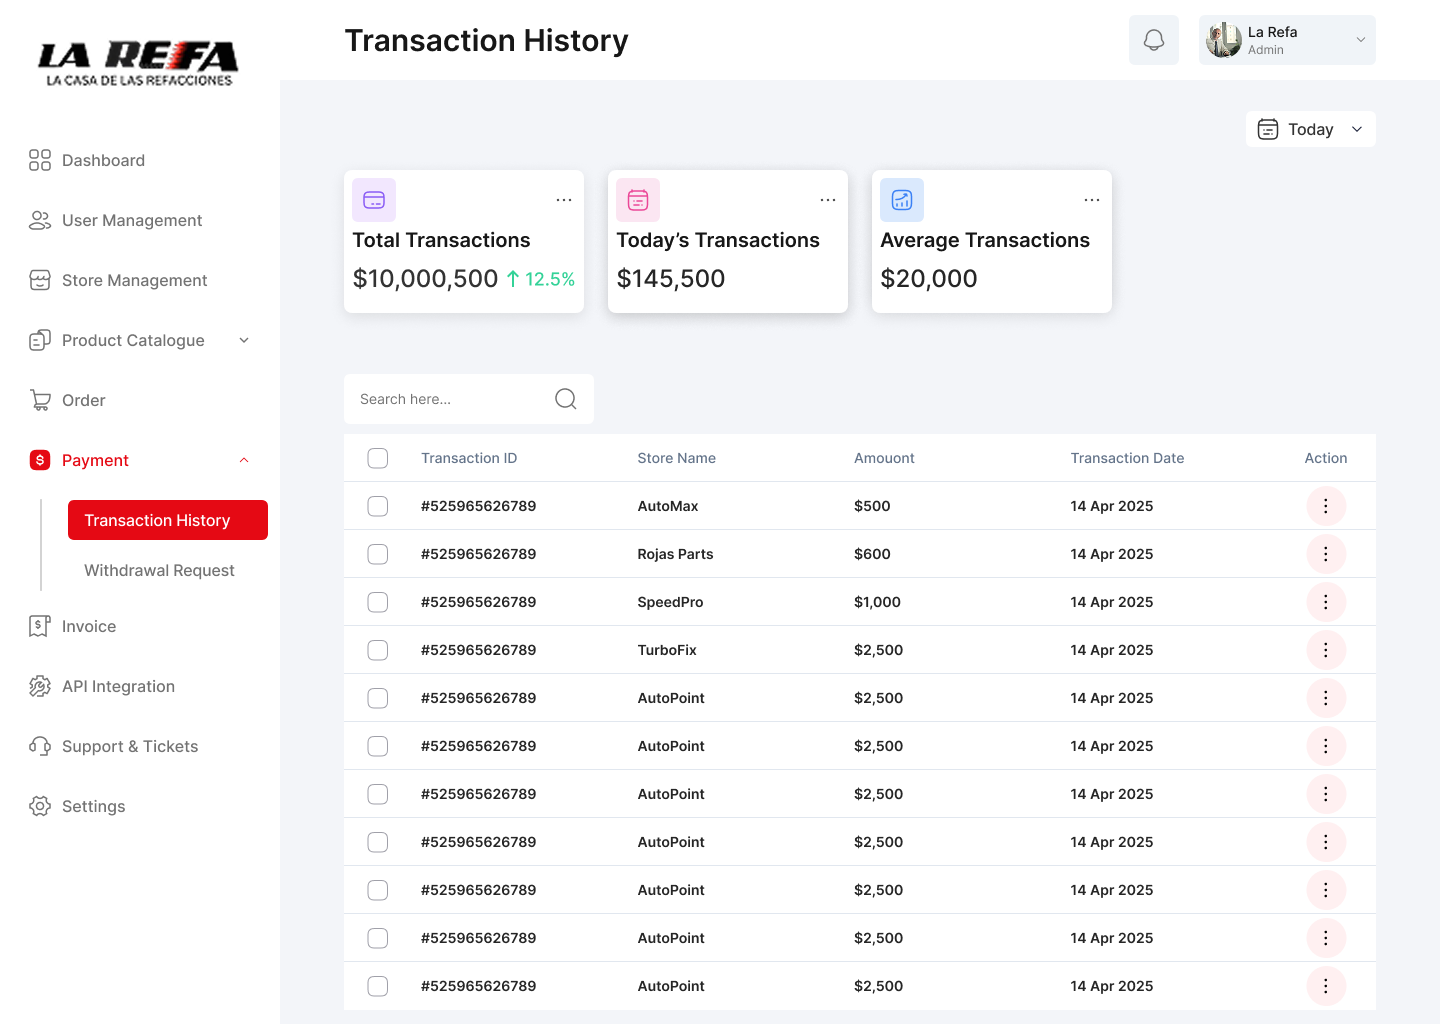 LA REFA
LA CASA DE LAS REFACCIONES
Transaction History
La Refa
Admin
Dashboard
User Management
Store Management
Product Catalogue
Order
Payment
Transaction History
Withdrawal Request
Invoice
API Integration
Support & Tickets
Settings
Today
Total Transactions
$10,000,500 ↑ 12.5%
Today’s Transactions
$145,500
Average Transactions
$20,000
Search here...
Transaction ID Store Name Amouont Transaction Date Action
#525965626789 AutoMax $500 14 Apr 2025
#525965626789 Rojas Parts $600 14 Apr 2025
#525965626789 SpeedPro $1,000 14 Apr 2025
#525965626789 TurboFix $2,500 14 Apr 2025
#525965626789 AutoPoint $2,500 14 Apr 2025
#525965626789 AutoPoint $2,500 14 Apr 2025
#525965626789 AutoPoint $2,500 14 Apr 2025
#525965626789 AutoPoint $2,500 14 Apr 2025
#525965626789 AutoPoint $2,500 14 Apr 2025
#525965626789 AutoPoint $2,500 14 Apr 2025
#525965626789 AutoPoint $2,500 14 Apr 2025